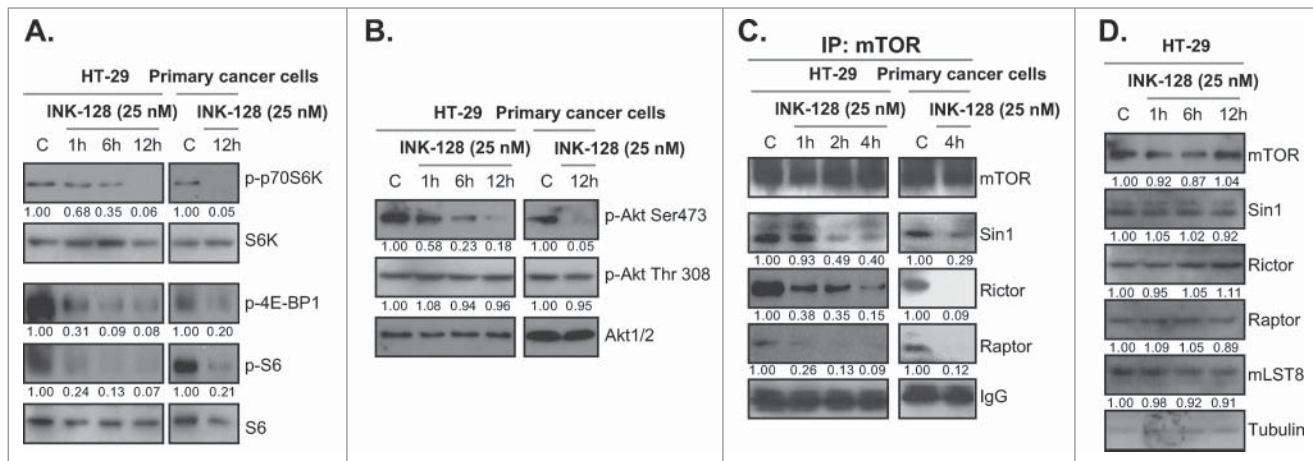 A.
HT-29 Primary cancer cells
INK-128 (25 nM) INK-128 (25 nM)
C 1h 6h 12h C 12h
p-p70S6K
1.00 0.68 0.35 0.06 1.00 0.05
S6K
p-4E-BP1
1.00 0.31 0.09 0.08 1.00 0.20
p-S6
1.00 0.24 0.13 0.07 1.00 0.21
S6
B.
HT-29 Primary cancer cells
INK-128 (25 nM) INK-128 (25 nM)
C 1h 6h 12h C 12h
p-Akt Ser473
1.00 0.58 0.23 0.18 1.00 0.05
p-Akt Thr 308
1.00 1.08 0.94 0.96 1.00 0.95
Akt1/2
C.
IP: mTOR
HT-29 Primary cancer cells
INK-128 (25 nM) INK-128 (25 nM)
C 1h 2h 4h C 4h
mTOR
Sin1
1.00 0.93 0.49 0.40 1.00 0.29
Rictor
1.00 0.38 0.35 0.15 1.00 0.09
Raptor
1.00 0.26 0.13 0.09 1.00 0.12
IgG
D.
HT-29
INK-128 (25 nM)
C 1h 6h 12h
mTOR
1.00 0.92 0.87 1.04
Sin1
1.00 1.05 1.02 0.92
Rictor
1.00 0.95 1.05 1.11
Raptor
1.00 1.09 1.05 0.89
mLST8
1.00 0.98 0.92 0.91
Tubulin